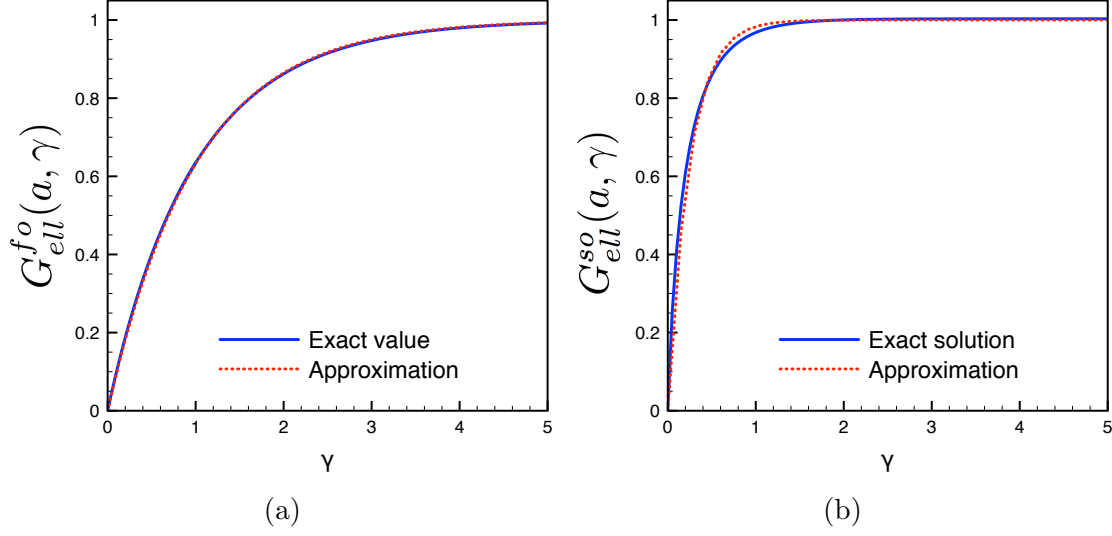 G_{ell}^{fo}(a, γ)
1
0.8
0.6
0.4
0.2
0
Exact value
Approximation
0 1 2 3 4 5
γ
(a)
G_{ell}^{so}(a, γ)
1
0.8
0.6
0.4
0.2
0
Exact solution
Approximation
0 1 2 3 4 5
γ
(b)